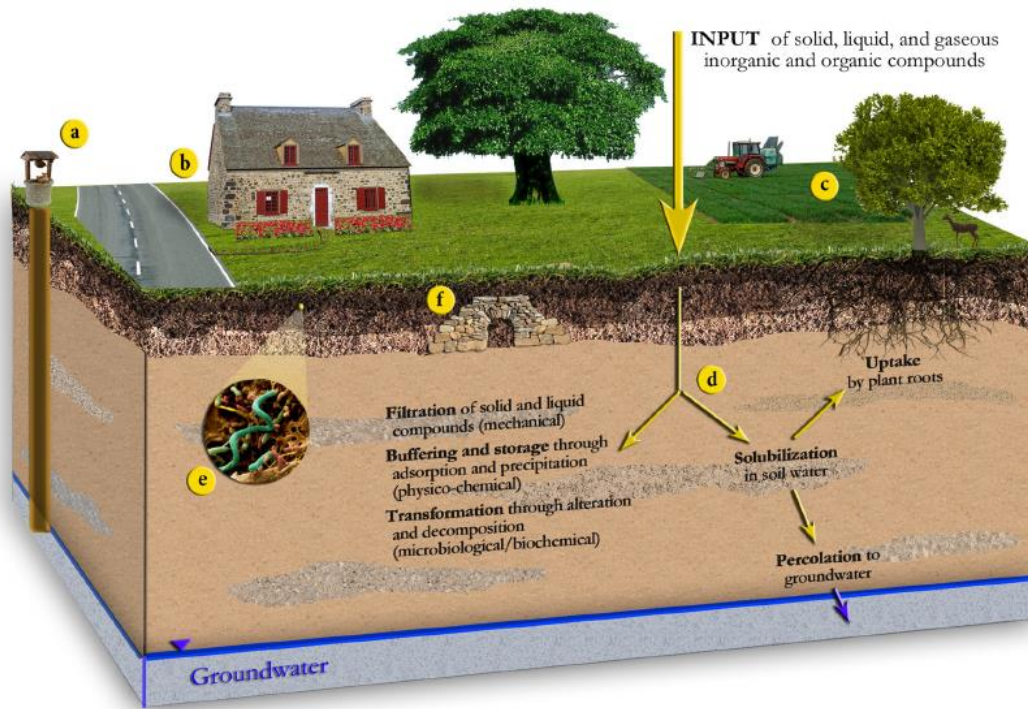 INPUT of solid, liquid, and gaseous
inorganic and organic compounds
a
b
c
f
d
Uptake
by plant roots
Filtration of solid and liquid
compounds (mechanical)
Buffering and storage through
adsorption and precipitation
(physico-chemical)
Solubilization
in soil water
e
Transformation through alteration
and decomposition
(microbiological/biochemical)
Percolation to
groundwater
Groundwater